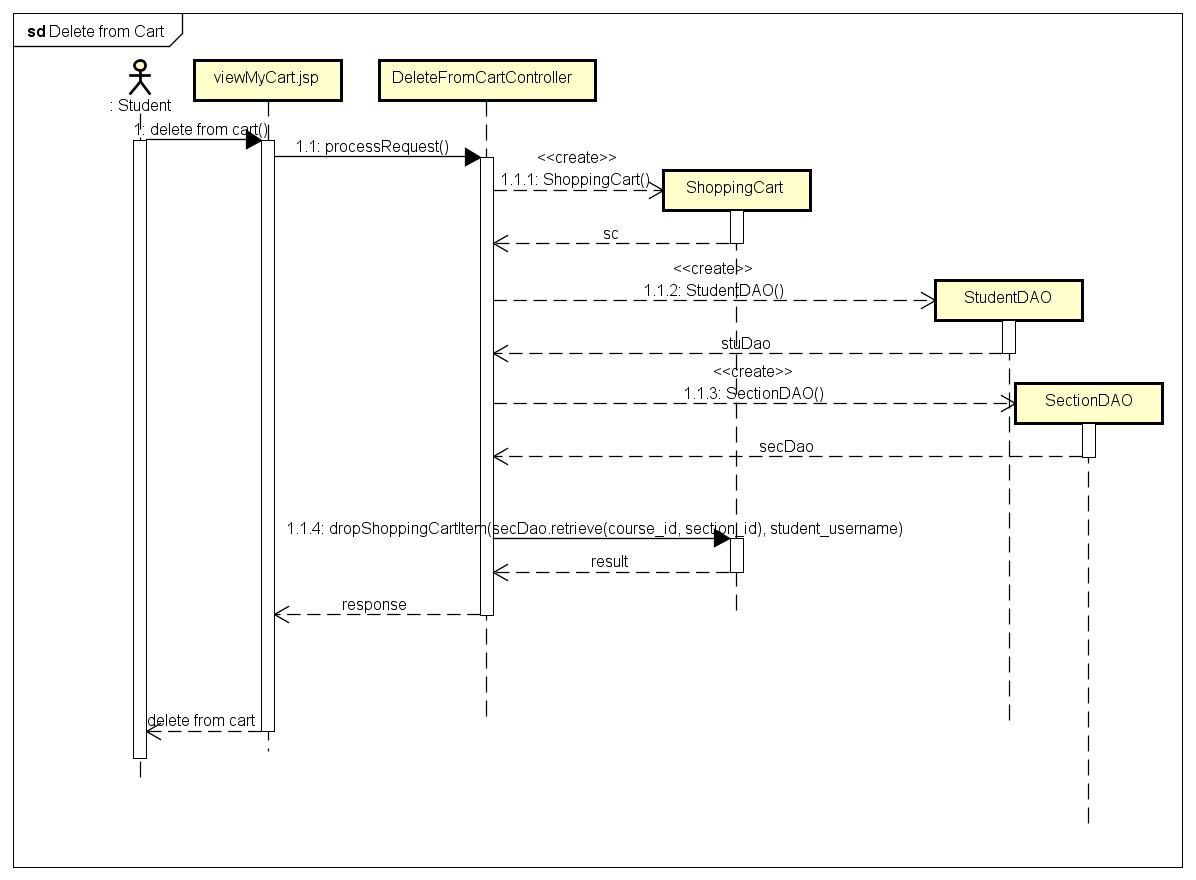 sd Delete from Cart
: Student
viewMyCart.jsp
DeleteFromCartController
1: delete from cart()
1.1: processRequest()
<<create>>
1.1.1: ShoppingCart()
ShoppingCart
sc
<<create>>
1.1.2: StudentDAO()
StudentDAO
stuDao
<<create>>
1.1.3: SectionDAO()
SectionDAO
secDao
1.1.4: dropShoppingCartItem(secDao.retrieve(course_id, section_id), student_username)
result
response
delete from cart